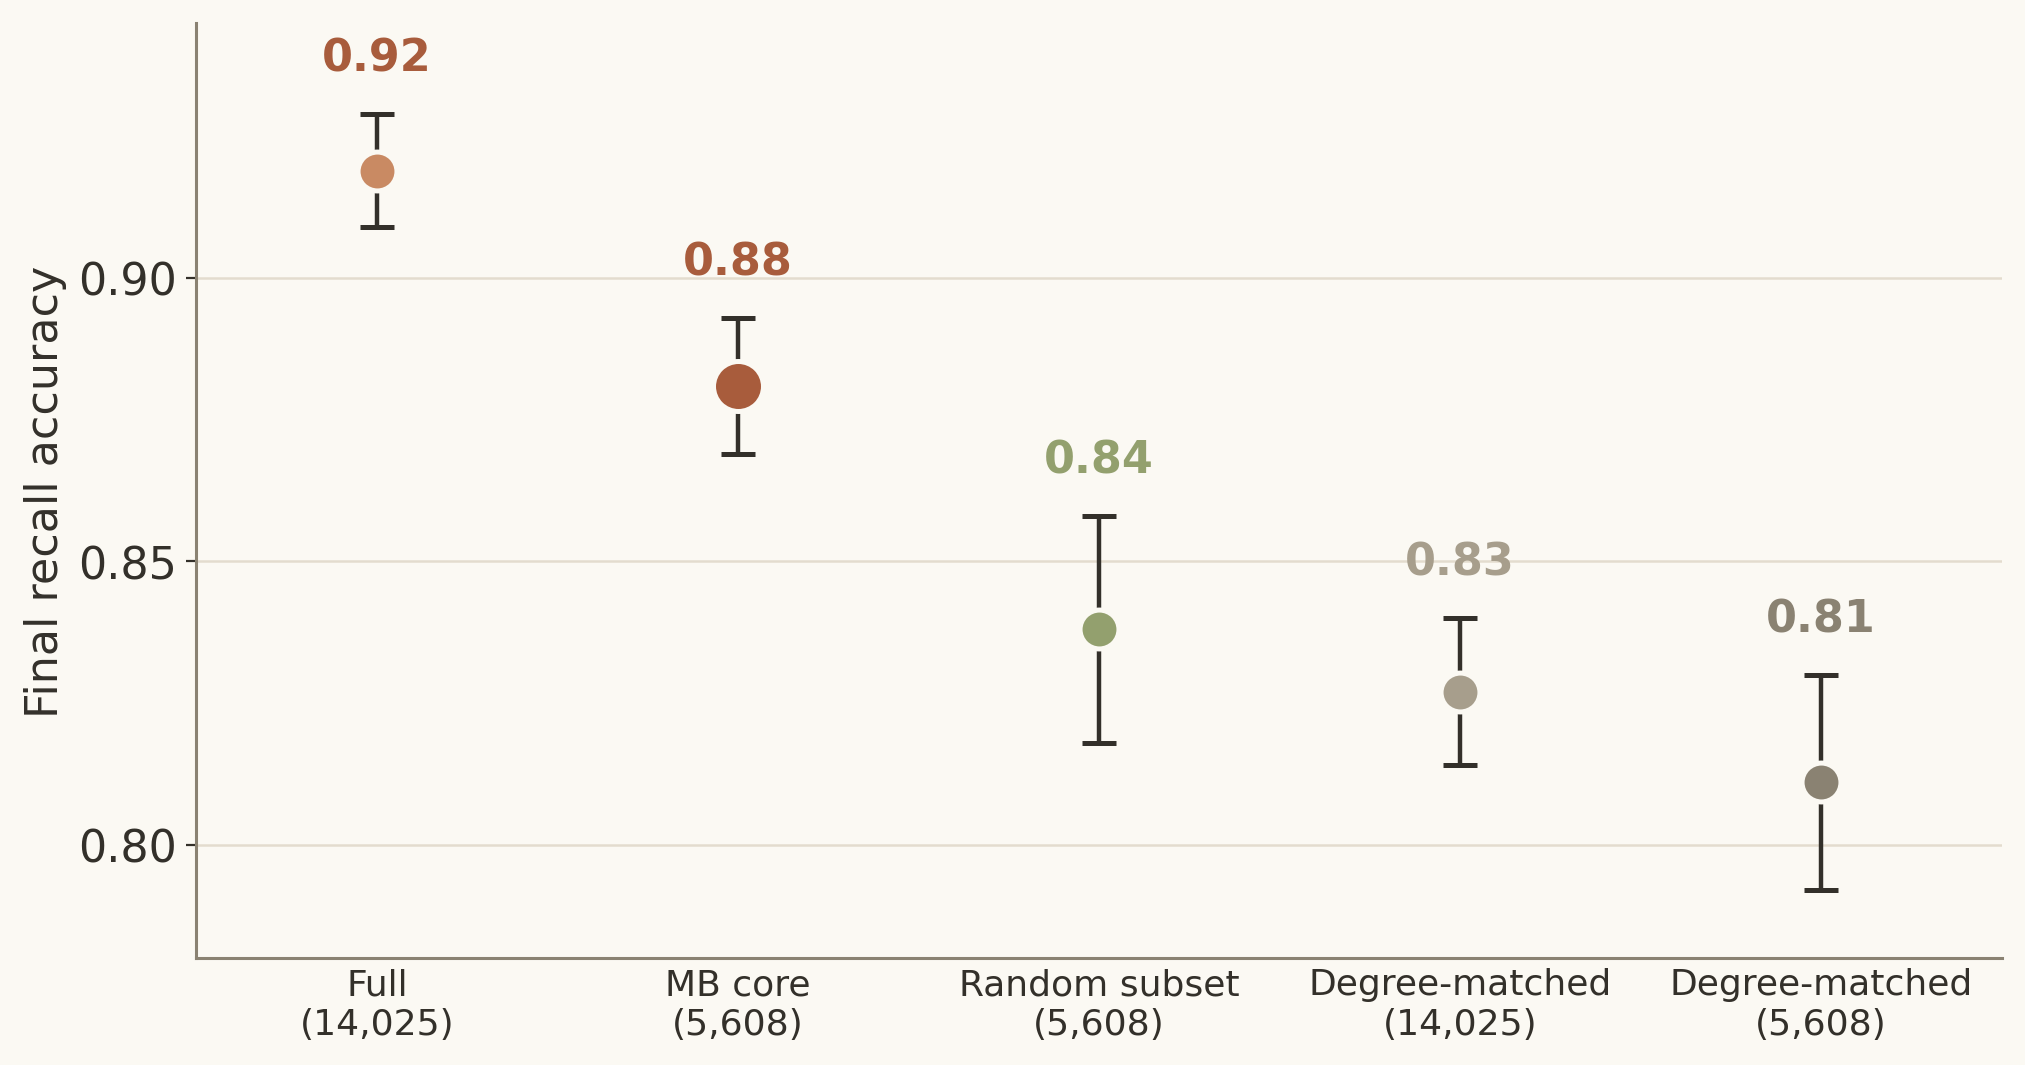 0.92
0.88
0.84
0.83
0.81
Final recall accuracy
0.90
0.85
0.80
Full
(14,025)
MB core
(5,608)
Random subset
(5,608)
Degree-matched
(14,025)
Degree-matched
(5,608)